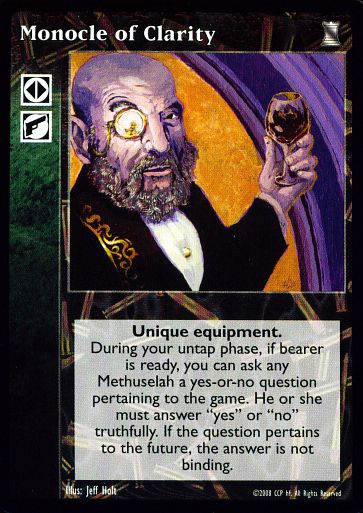 Monocle of Clarity
Unique equipment.
During your untap phase, if bearer
is ready, you can ask any
Methuselah a yes-or-no question
pertaining to the game. He or she
must answer “yes” or “no”
truthfully. If the question pertains
to the future, the answer is not
binding.
Illus: Jeff Holt
©2008 CCP hf. All Rights Reserved